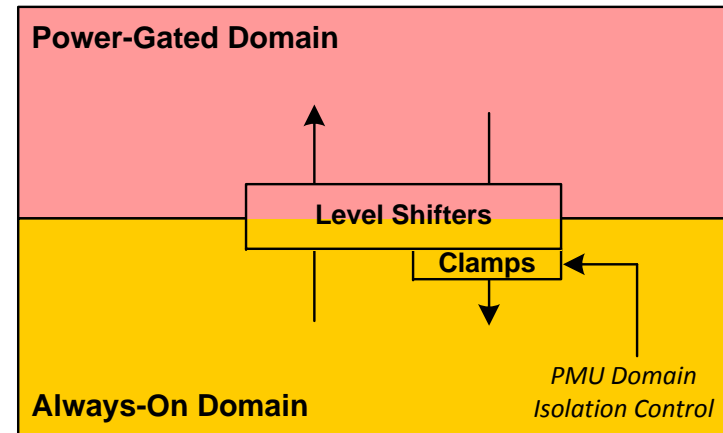 Power-Gated Domain
Level Shifters
Clamps
PMU Domain
Isolation Control
Always-On Domain